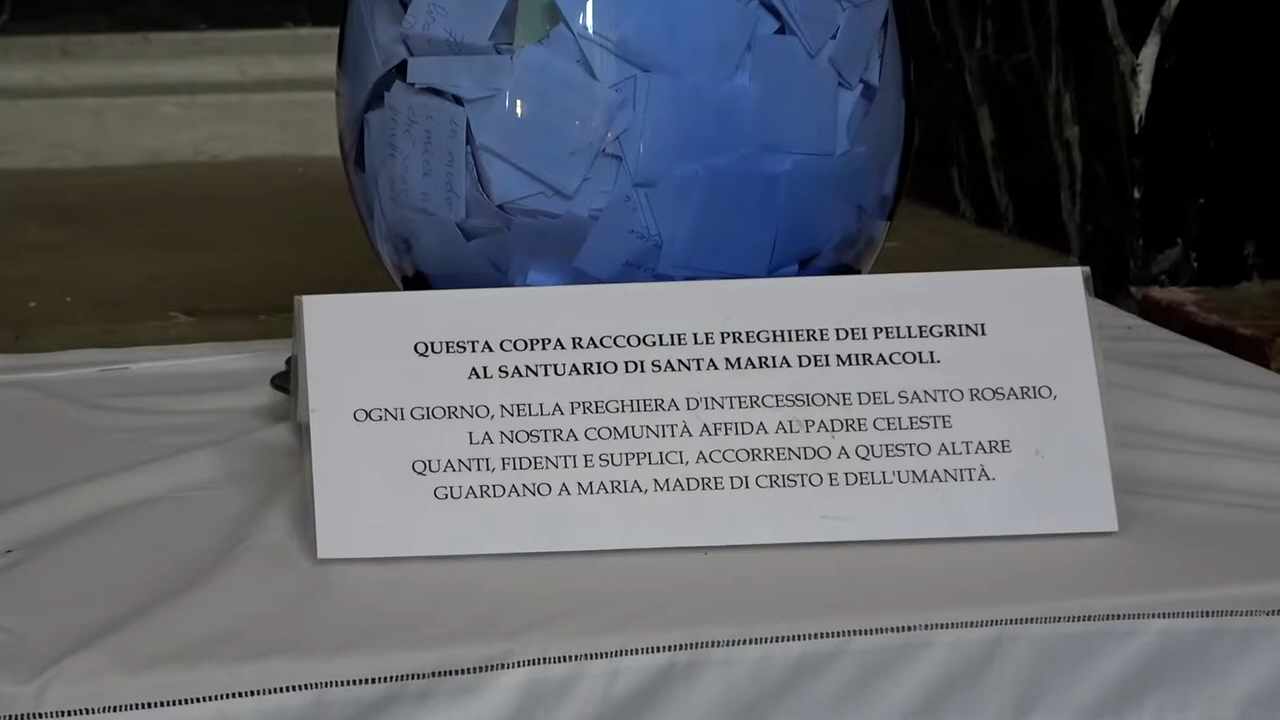 QUESTA COPPA RACCOGLIE LE PREGHIERE DEI PELLEGRINI
AL SANTUARIO DI SANTA MARIA DEI MIRACOLI.
OGNI GIORNO, NELLA PREGHIERA D'INTERCESSIONE DEL SANTO ROSARIO,
LA NOSTRA COMUNITÀ AFFIDA AL PADRE CELESTE
QUANTI, FIDENTI E SUPPLICI, ACCORRENDO A QUESTO ALTARE
GUARDANO A MARIA, MADRE DI CRISTO E DELL'UMANITÀ.